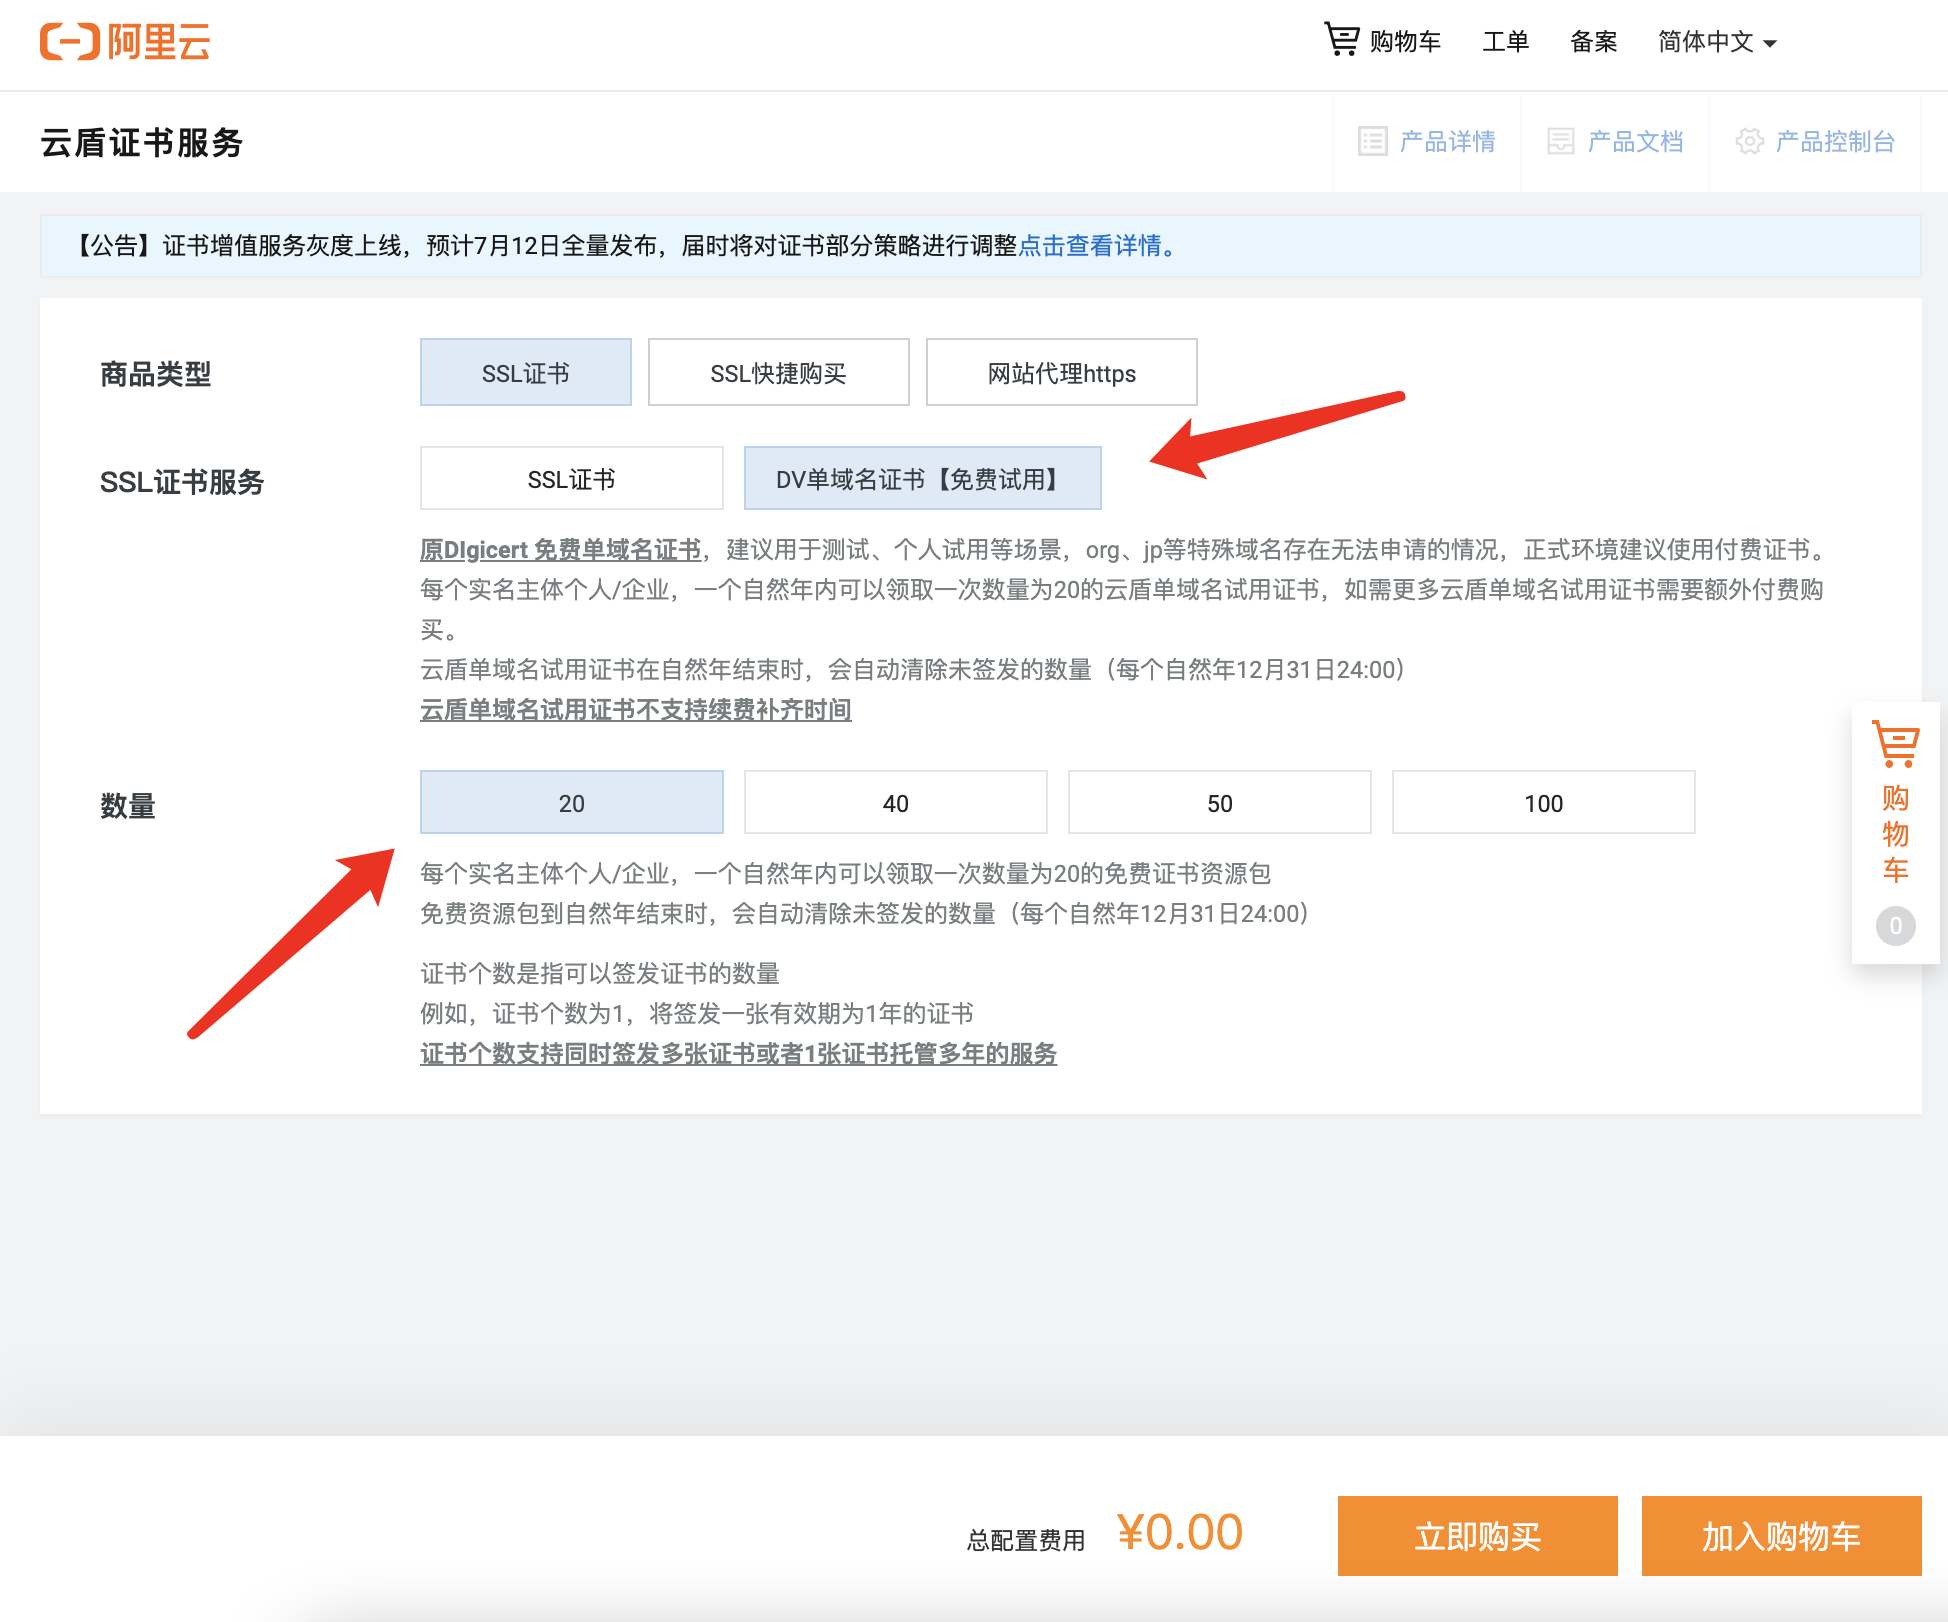 阿里云
购物车 工单 备案 简体中文
云盾证书服务
产品详情 产品文档 产品控制台
【公告】证书增值服务灰度上线，预计7月12日全量发布，届时将对证书部分策略进行调整点击查看详情。
商品类型
SSL证书 SSL快捷购买 网站代理https
SSL证书服务
SSL证书 DV单域名证书【免费试用】
原DIgicert 免费单域名证书，建议用于测试、个人试用等场景，org、jp等特殊域名存在无法申请的情况，正式环境建议使用付费证书。
每个实名主体个人/企业，一个自然年内可以领取一次数量为20的云盾单域名试用证书，如需更多云盾单域名试用证书需要额外付费购
买。
云盾单域名试用证书在自然年结束时，会自动清除未签发的数量（每个自然年12月31日24:00）
云盾单域名试用证书不支持续费补齐时间
数量
20 40 50 100
每个实名主体个人/企业，一个自然年内可以领取一次数量为20的免费证书资源包
免费资源包到自然年结束时，会自动清除未签发的数量（每个自然年12月31日24:00）
证书个数是指可以签发证书的数量
例如，证书个数为1，将签发一张有效期为1年的证书
证书个数支持同时签发多张证书或者1张证书托管多年的服务
购物车
0
总配置费用 ¥0.00 立即购买 加入购物车